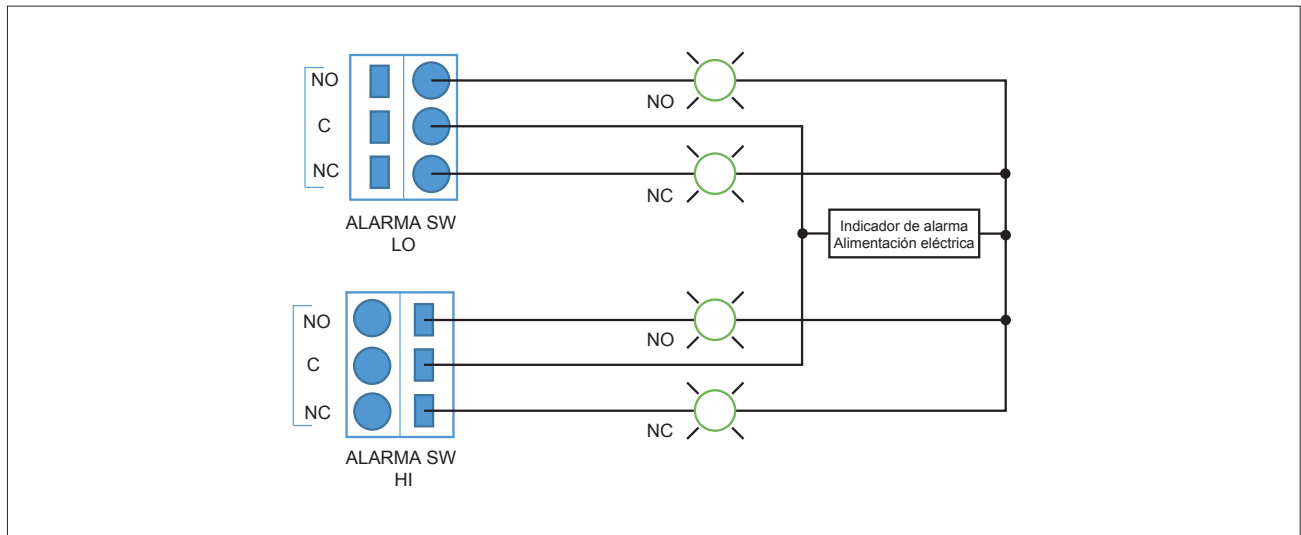 NO
C
NC
ALARMA SW
LO
NO
NC
Indicador de alarma
Alimentación eléctrica
NO
C
NC
ALARMA SW
HI
NO
NC